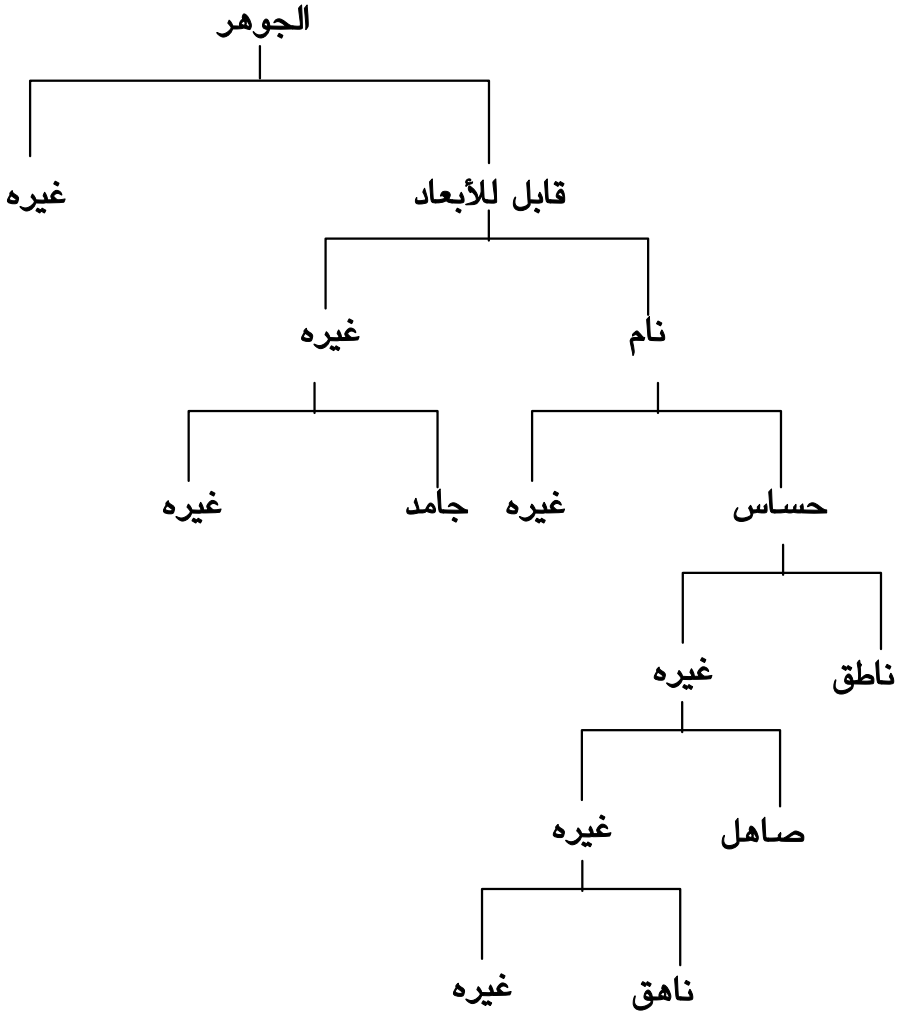 الجوهر
قابل للأبعاد
غيره
نام
غيره
حساس
غيره
جامد
غيره
ناطق
غيره
صاهل
غيره
ناهق
غيره